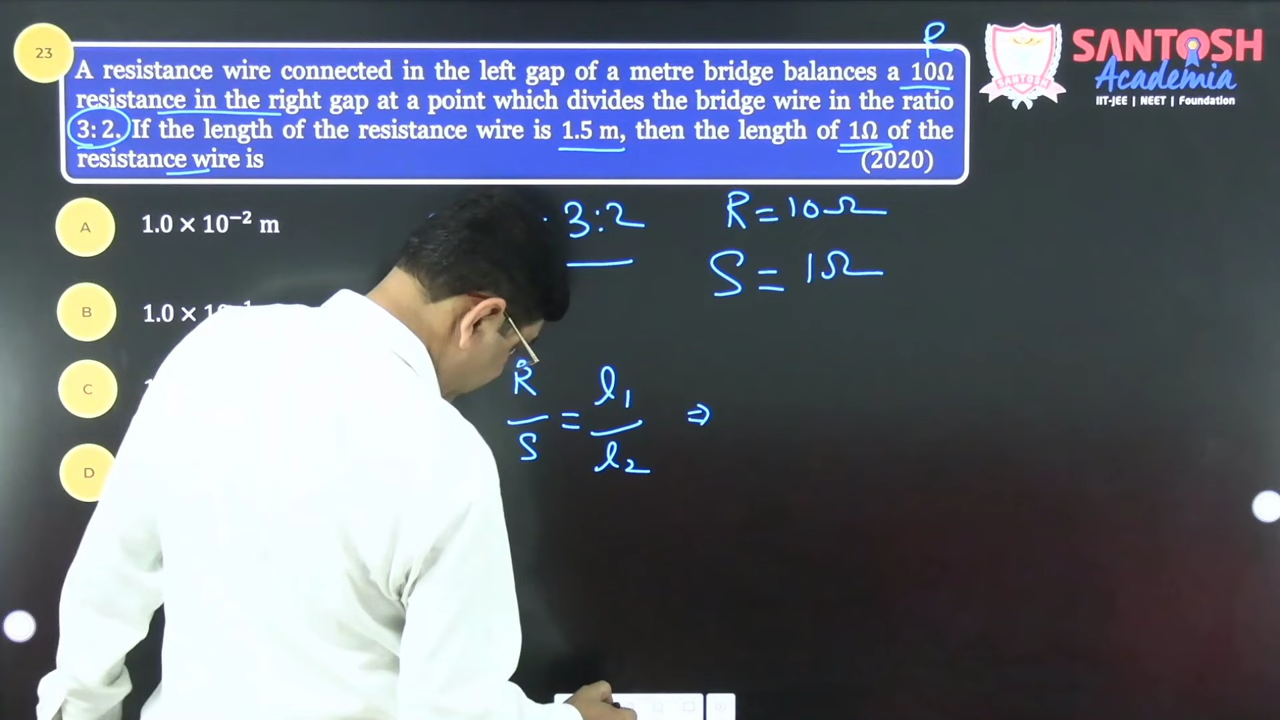 23
A resistance wire connected in the left gap of a metre bridge balances a 10Ω
resistance in the right gap at a point which divides the bridge wire in the ratio
3: 2. If the length of the resistance wire is 1.5 m, then the length of 1Ω of the
resistance wire is (2020)
R
SANTOSH
Academia
IIT-JEE | NEET | Foundation
SANTOSH
A 1.0 × 10⁻² m
B 1.0 ×
C
D
3:2
R = 10Ω
S = 1Ω
R/S = l₁/l₂ ⇒